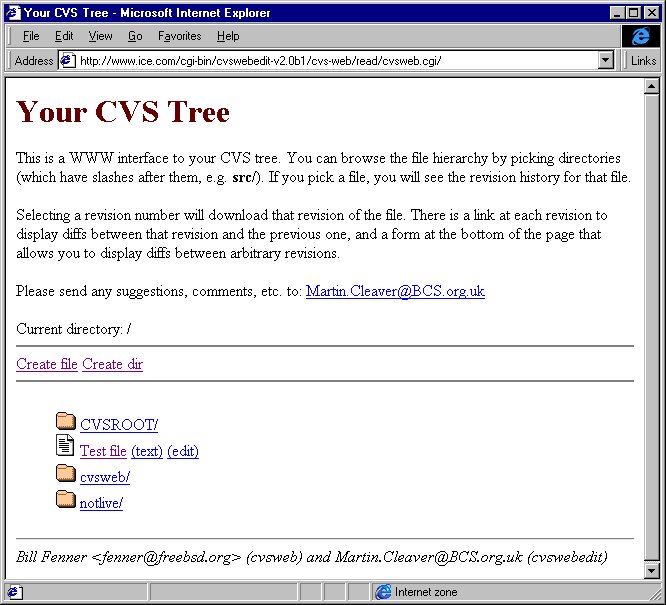 Your CVS Tree - Microsoft Internet Explorer
File Edit View Go Favorites Help
Address http://www.ice.com/cgi-bin/cvswebedit-v2.0b1/cvs-web/read/cvsweb.cgi/ Links
Your CVS Tree
This is a WWW interface to your CVS tree. You can browse the file hierarchy by picking directories
(which have slashes after them, e.g. src/). If you pick a file, you will see the revision history for that file.
Selecting a revision number will download that revision of the file. There is a link at each revision to
display diffs between that revision and the previous one, and a form at the bottom of the page that
allows you to display diffs between arbitrary revisions.
Please send any suggestions, comments, etc. to: Martin.Cleaver@BCS.org.uk
Current directory: /
Create file Create dir
CVSROOT/
Test file (text) (edit)
cvsweb/
notlive/
Bill Fenner <fenner@freebsd.org> (cvsweb) and Martin.Cleaver@BCS.org.uk (cvswebedit)
Internet zone